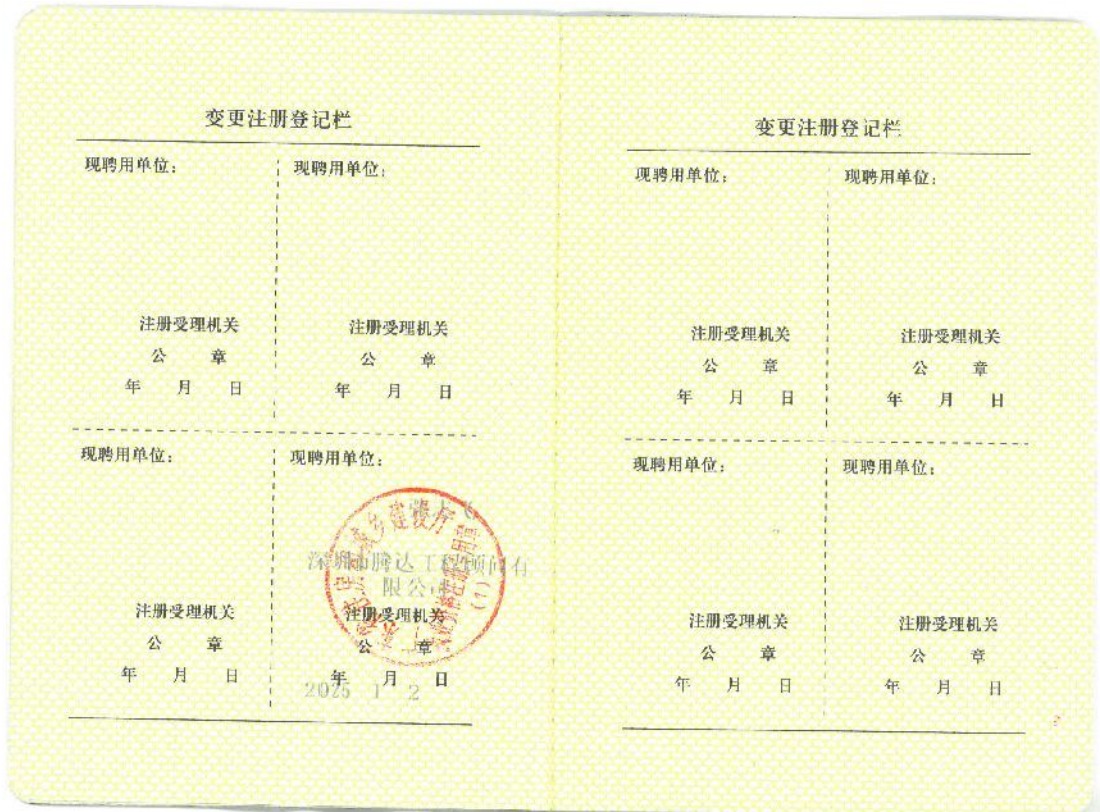 变更注册登记栏
现聘用单位：
现聘用单位：
注册受理机关
公 章
年 月 日
注册受理机关
公 章
年 月 日
现聘用单位：
现聘用单位：
深圳市腾达工程顾问有
限公司
注册受理机关
公 章
年 月 日
注册受理机关
公 章
年 月 日
2025 1 2
变更注册登记栏
现聘用单位：
现聘用单位：
注册受理机关
公 章
年 月 日
注册受理机关
公 章
年 月 日
现聘用单位：
现聘用单位：
注册受理机关
公 章
年 月 日
注册受理机关
公 章
年 月 日